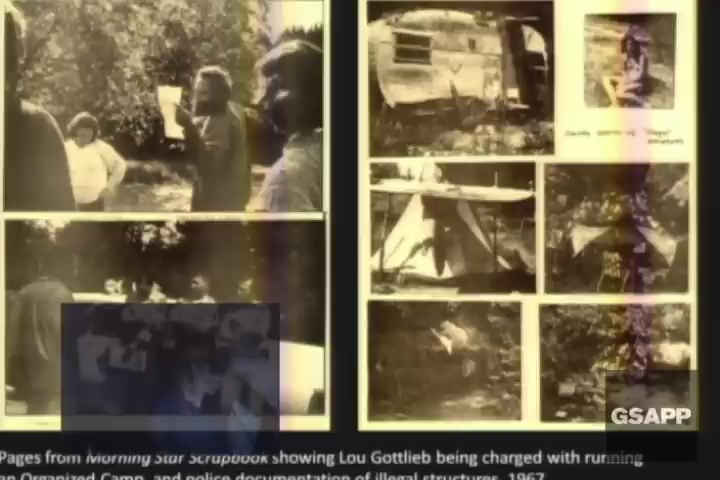 GSAPP
Pages from Morning Star Scrapbook showing Lou Gottlieb being charged with running
an Organized Camp, and police documentation of illegal structures, 1967